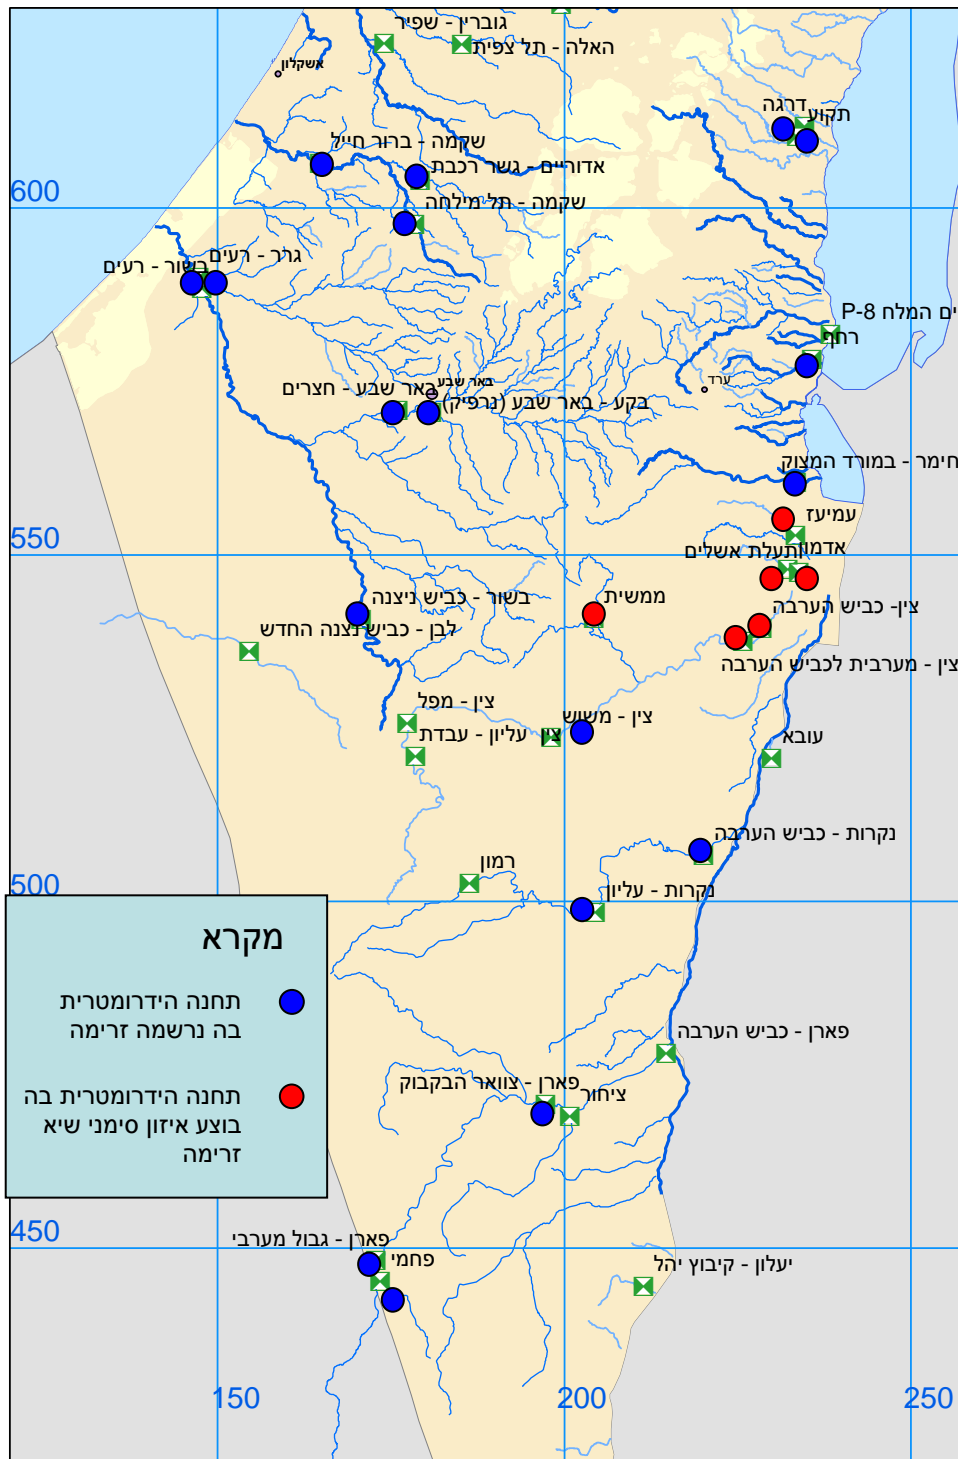 גוברין - שפיר
האלה - תל צפית
אשקלון
דרגה
תקוע
שקמה - ברור חייל
אדוריים - גשר רכבת
שקמה - תל מילחה
600
גרר - רעים
בשור - רעים
ים המלח P-8
רחף
ערד
באר שבע
באר שבע - חצרים
בקע - באר שבע (נרפיק)
חימר - במורד המצוק
עמיעז
550
אדמון
תעלת אשלים
ממשית
בשור - כביש ניצנה
צין- כביש הערבה
לבן - כביש נצנה החדש
צין - מערבית לכביש הערבה
צין - מפל
צין - משוש
צין עליון - עבדת
עובא
נקרות - כביש הערבה
רמון
500
נקרות - עליון
מקרא
תחנה הידרומטרית
בה נרשמה זרימה
תחנה הידרומטרית בה
בוצע איזון סימני שיא
זרימה
פארן - כביש הערבה
פארן - צוואר הבקבוק
ציחור
פארן - גבול מערבי
450
פחמי
יעלון - קיבוץ יהל
150
200
250